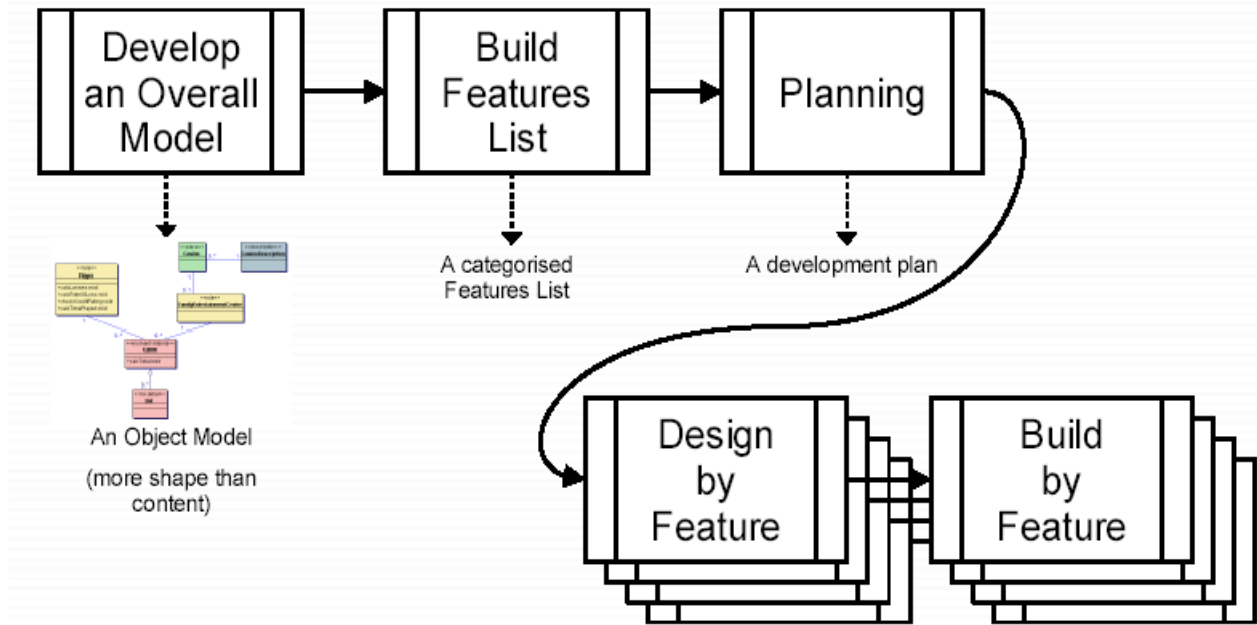 Develop
an Overall
Model
Build
Features
List
Planning
A categorised
Features List
A development plan
An Object Model
(more shape than
content)
Design
by
Feature
Build
by
Feature